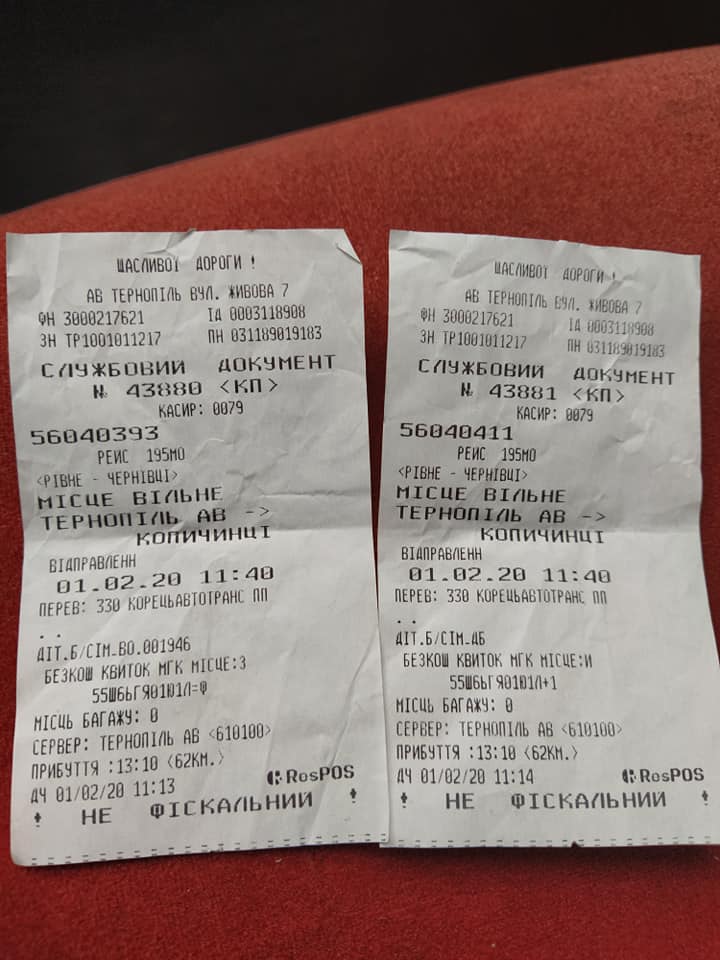 ЩАСЛИВОЇ ДОРОГИ !
АВ ТЕРНОПІЛЬ ВУЛ. ЖИВОВА 7
ФН 3000217621 ІД 0003118908
ЗН ТР1001011217 ПН 031189019183
СЛУЖБОВИЙ ДОКУМЕНТ
№ 43880 <КП>
КАСИР: 0079
56040393
РЕЙС 195МО
<РІВНЕ - ЧЕРНІВЦІ>
МІСЦЕ ВІЛЬНЕ
ТЕРНОПІЛЬ АВ ->
КОПИЧИНЦІ
ВІДПРАВЛЕНН
01.02.20 11:40
ПЕРЕВ: 330 КОРЕЦЬАВТОТРАНС ПП
. .
ДІТ.Б/СІМ_ВО.001946
БЕЗКОШ КВИТОК МГК МІСЦЕ:3
55Ш6ЬГЯ01Ю1Л=Ф
МІСЦЬ БАГАЖУ: 0
СЕРВЕР: ТЕРНОПІЛЬ АВ <610100>
ПРИБУТТЯ :13:10 <62КМ.>
ДЧ 01/02/20 11:13 ResPOS
! НЕ ФІСКАЛЬНИЙ !
ЩАСЛИВОЇ ДОРОГИ !
АВ ТЕРНОПІЛЬ ВУЛ. ЖИВОВА 7
ФН 3000217621 ІД 0003118908
ЗН ТР1001011217 ПН 031189019183
СЛУЖБОВИЙ ДОКУМЕНТ
№ 43881 <КП>
КАСИР: 0079
56040411
РЕЙС 195МО
<РІВНЕ - ЧЕРНІВЦІ>
МІСЦЕ ВІЛЬНЕ
ТЕРНОПІЛЬ АВ ->
КОПИЧИНЦІ
ВІДПРАВЛЕНН
01.02.20 11:40
ПЕРЕВ: 330 КОРЕЦЬАВТОТРАНС ПП
. .
ДІТ.Б/СІМ_ДБ
БЕЗКОШ КВИТОК МГК МІСЦЕ:И
55Ш6ЬГЯ01Ю1Л+1
МІСЦЬ БАГАЖУ: 0
СЕРВЕР: ТЕРНОПІЛЬ АВ <610100>
ПРИБУТТЯ :13:10 <62КМ.>
ДЧ 01/02/20 11:14 ResPOS
! НЕ ФІСКАЛЬНИЙ !